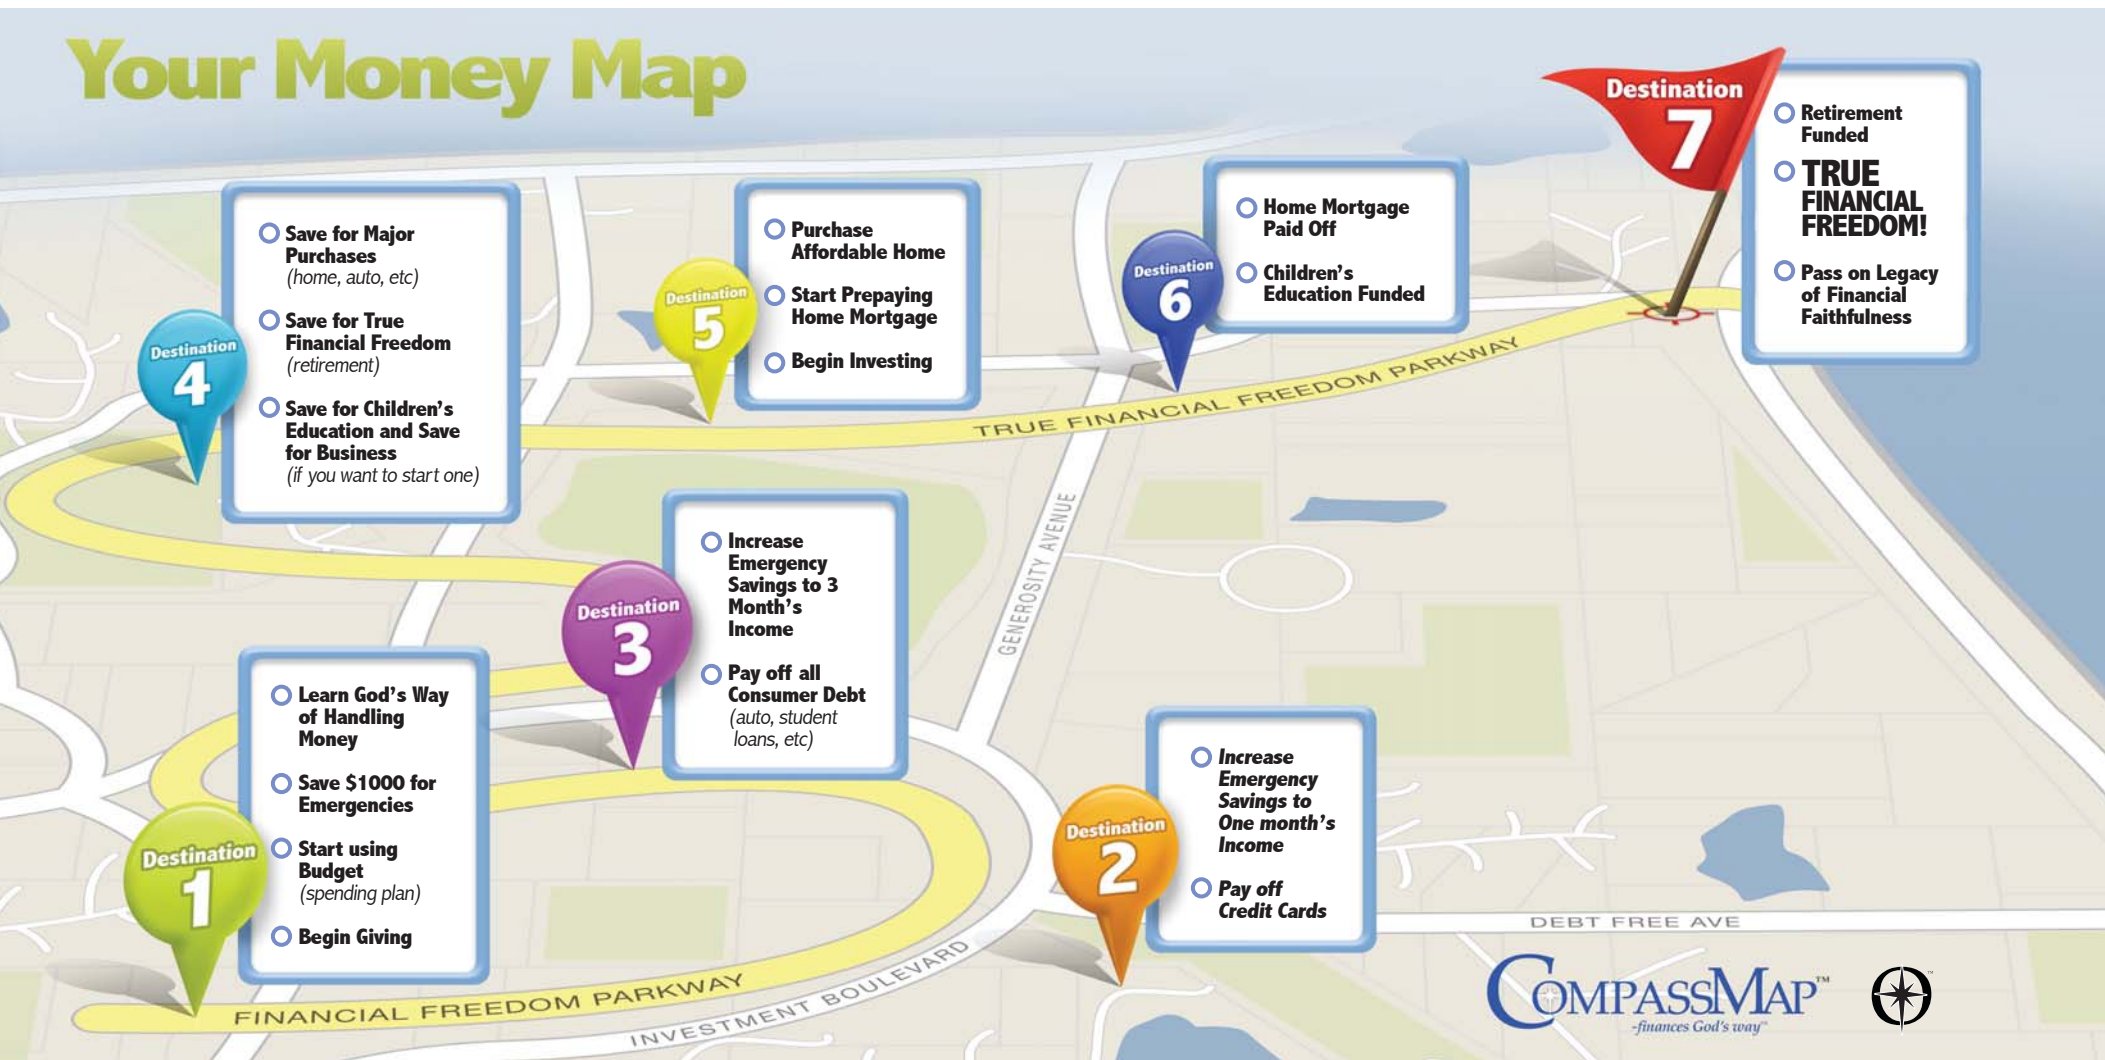 Your Money Map
Destination
1
Learn God's Way
of Handling
Money
Save $1000 for
Emergencies
Start using
Budget
(spending plan)
Begin Giving
Destination
2
Increase
Emergency
Savings to
One month's
Income
Pay off
Credit Cards
Destination
3
Increase
Emergency
Savings to 3
Month's
Income
Pay off all
Consumer Debt
(auto, student
loans, etc)
Destination
4
Save for Major
Purchases
(home, auto, etc)
Save for True
Financial Freedom
(retirement)
Save for Children's
Education and Save
for Business
(if you want to start one)
Destination
5
Purchase
Affordable Home
Start Prepaying
Home Mortgage
Begin Investing
Destination
6
Home Mortgage
Paid Off
Children's
Education Funded
Destination
7
Retirement
Funded
TRUE
FINANCIAL
FREEDOM!
Pass on Legacy
of Financial
Faithfulness
TRUE FINANCIAL FREEDOM PARKWAY
GENEROSITY AVENUE
FINANCIAL FREEDOM PARKWAY
INVESTMENT BOULEVARD
DEBT FREE AVE
COMPASSMAP™
-finances God's way™